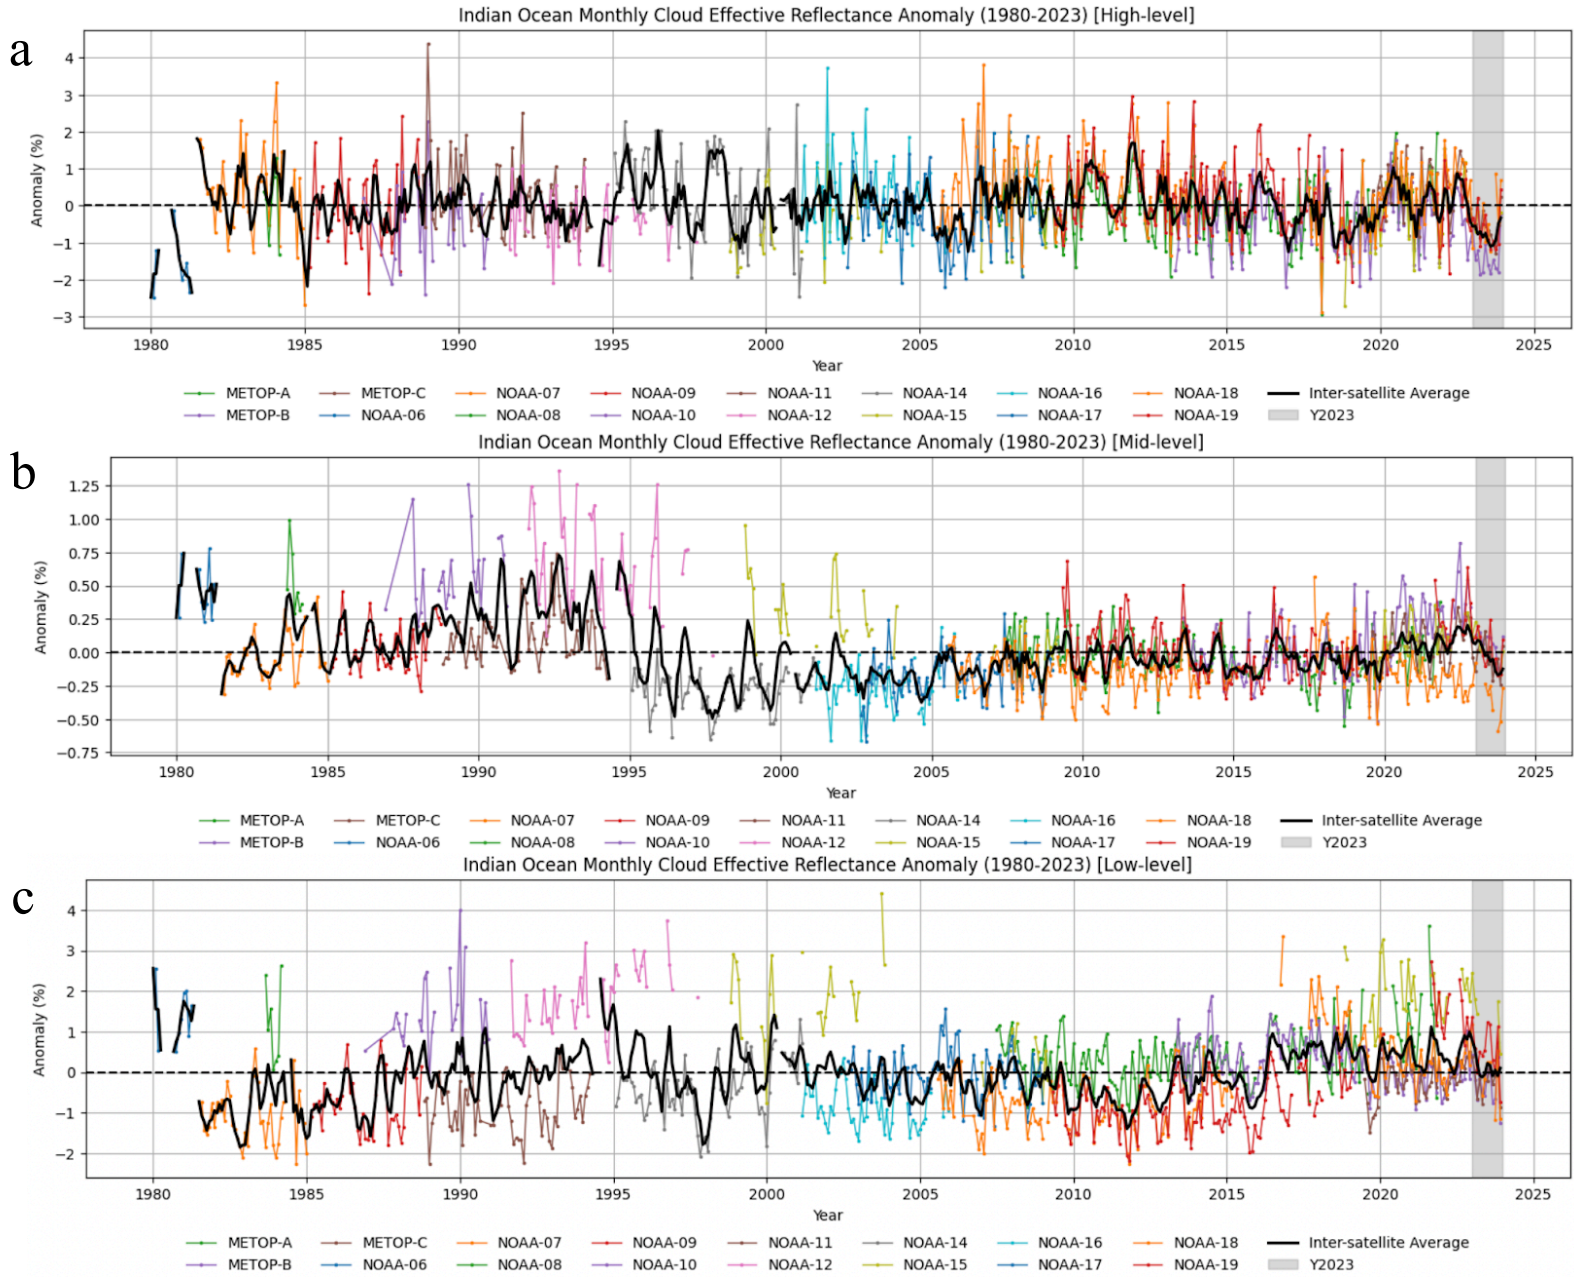 a
Indian Ocean Monthly Cloud Effective Reflectance Anomaly (1980-2023) [High-level]
Anomaly (%)
4
3
2
1
0
−1
−2
−3
1980 1985 1990 1995 2000 2005 2010 2015 2020 2025
Year
METOP-A METOP-C NOAA-07 NOAA-09 NOAA-11 NOAA-14 NOAA-16 NOAA-18 Inter-satellite Average
METOP-B NOAA-06 NOAA-08 NOAA-10 NOAA-12 NOAA-15 NOAA-17 NOAA-19 Y2023
b
Indian Ocean Monthly Cloud Effective Reflectance Anomaly (1980-2023) [Mid-level]
Anomaly (%)
1.25
1.00
0.75
0.50
0.25
0.00
−0.25
−0.50
−0.75
1980 1985 1990 1995 2000 2005 2010 2015 2020 2025
Year
METOP-A METOP-C NOAA-07 NOAA-09 NOAA-11 NOAA-14 NOAA-16 NOAA-18 Inter-satellite Average
METOP-B NOAA-06 NOAA-08 NOAA-10 NOAA-12 NOAA-15 NOAA-17 NOAA-19 Y2023
c
Indian Ocean Monthly Cloud Effective Reflectance Anomaly (1980-2023) [Low-level]
Anomaly (%)
4
3
2
1
0
−1
−2
1980 1985 1990 1995 2000 2005 2010 2015 2020 2025
Year
METOP-A METOP-C NOAA-07 NOAA-09 NOAA-11 NOAA-14 NOAA-16 NOAA-18 Inter-satellite Average
METOP-B NOAA-06 NOAA-08 NOAA-10 NOAA-12 NOAA-15 NOAA-17 NOAA-19 Y2023